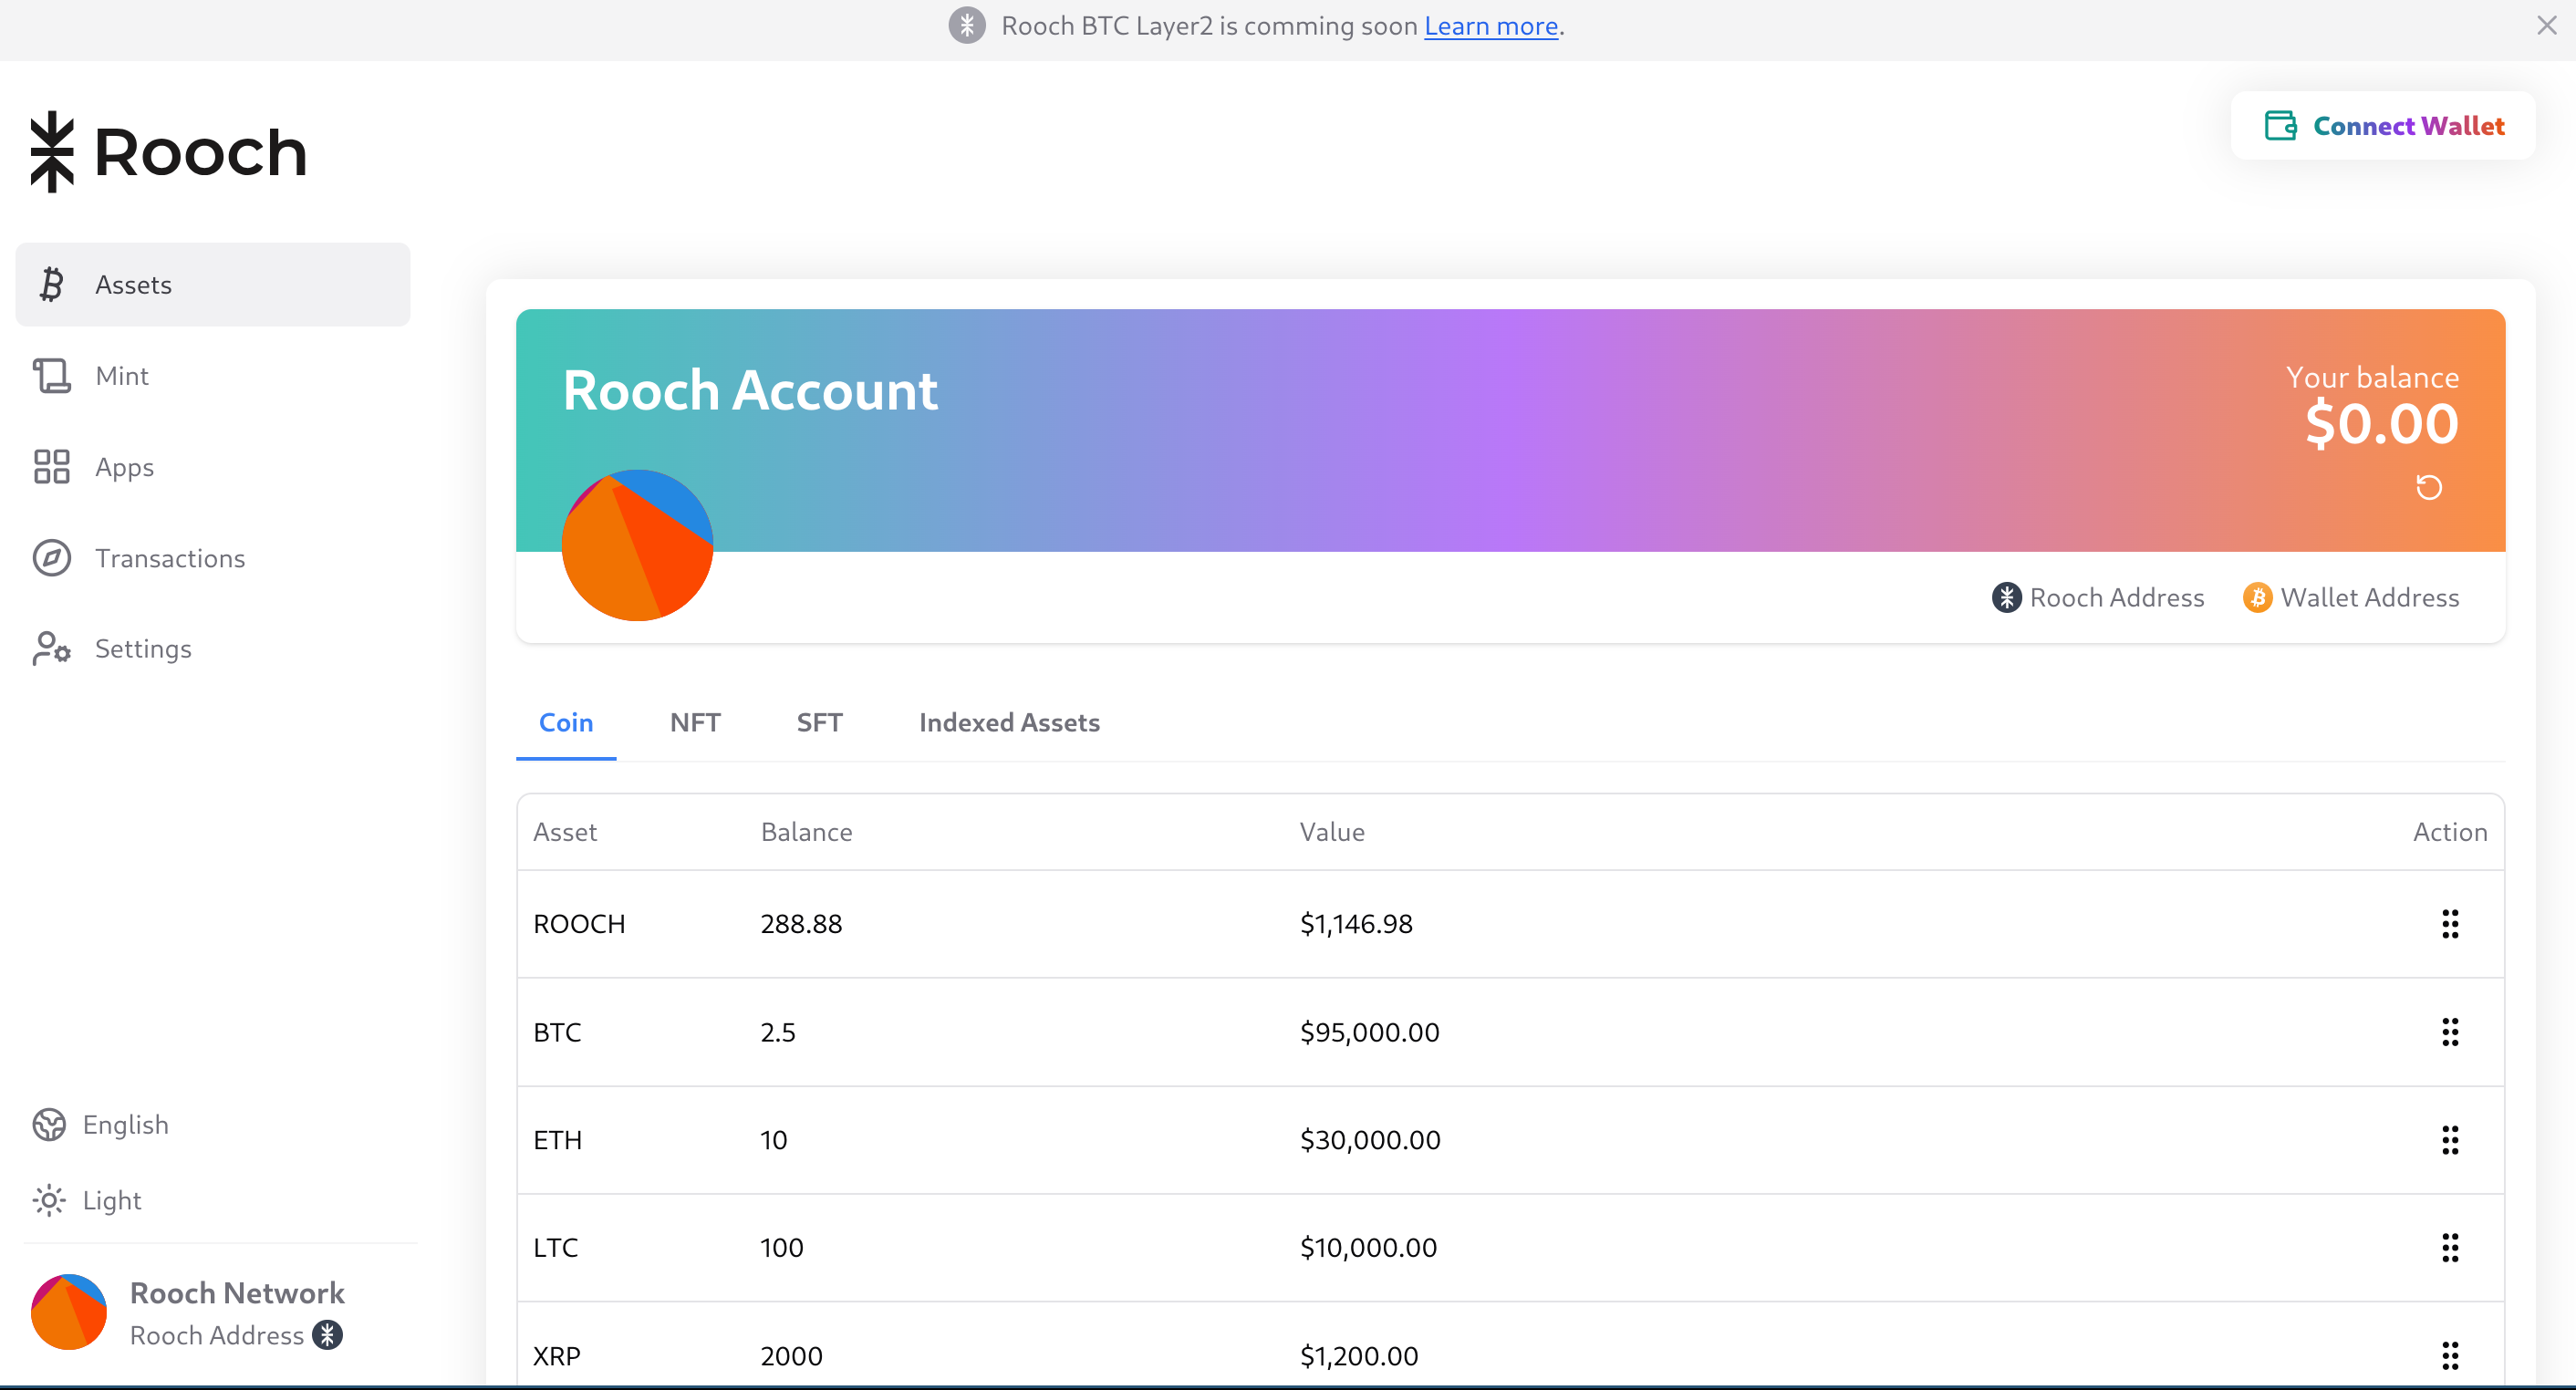 Rooch BTC Layer2 is comming soon Learn more.
Rooch
Connect Wallet
Assets
Mint
Apps
Transactions
Settings
English
Light
Rooch Network
Rooch Address
Rooch Account
Your balance
$0.00
Rooch Address Wallet Address
Coin NFT SFT Indexed Assets
Asset Balance Value Action
ROOCH 288.88 $1,146.98
BTC 2.5 $95,000.00
ETH 10 $30,000.00
LTC 100 $10,000.00
XRP 2000 $1,200.00